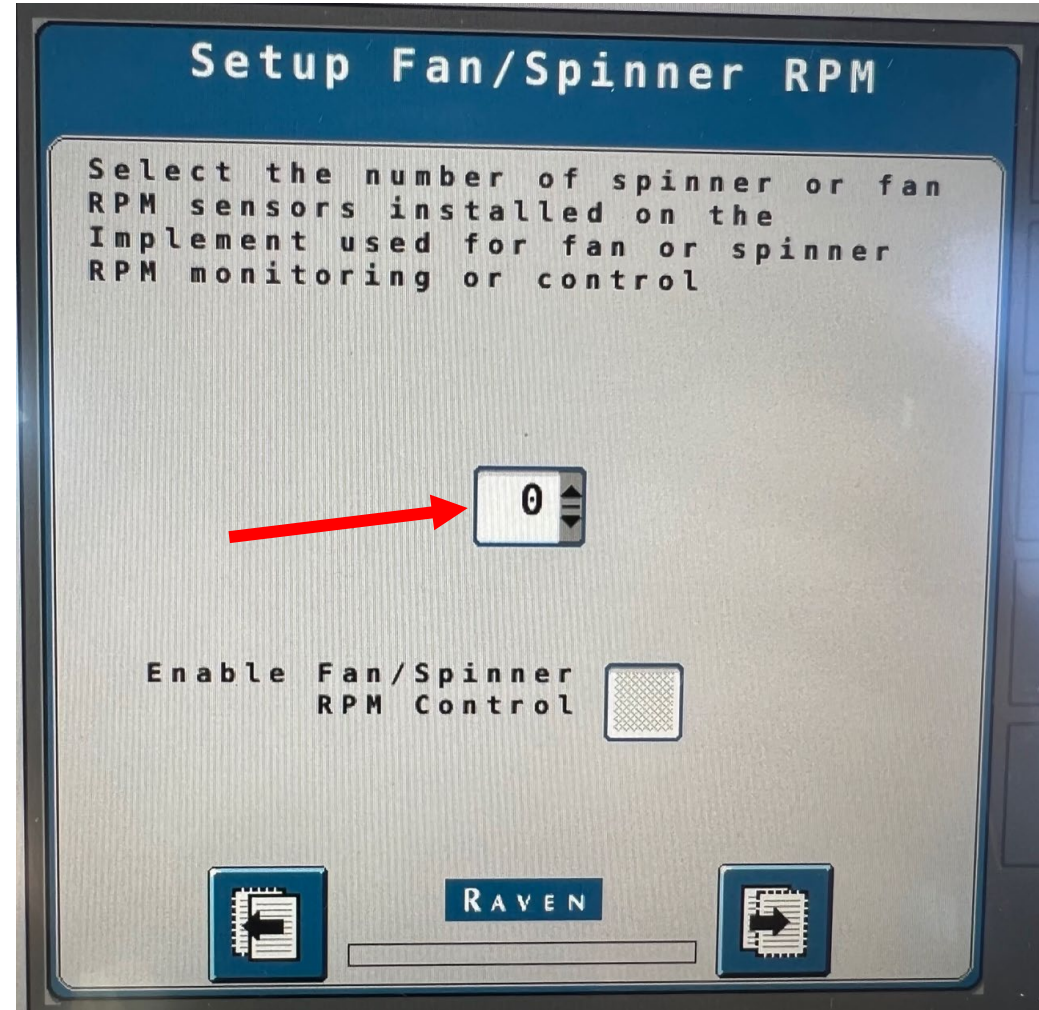 Setup Fan/Spinner RPM
Select the number of spinner or fan
RPM sensors installed on the
Implement used for fan or spinner
RPM monitoring or control
0
Enable Fan/Spinner
RPM Control
RAVEN